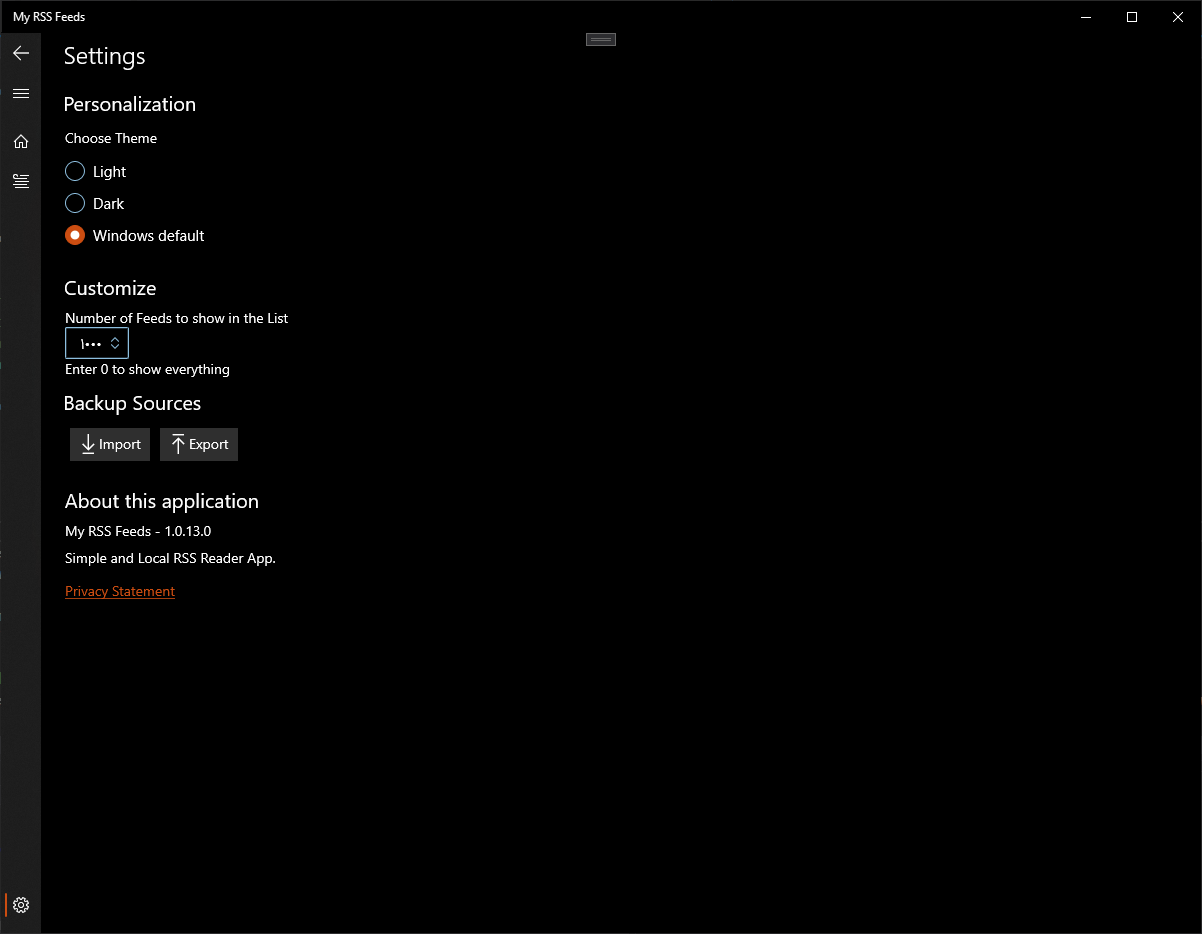 My RSS Feeds
Settings
Personalization
Choose Theme
Light
Dark
Windows default
Customize
Number of Feeds to show in the List
١٠٠٠
Enter 0 to show everything
Backup Sources
Import
Export
About this application
My RSS Feeds - 1.0.13.0
Simple and Local RSS Reader App.
Privacy Statement